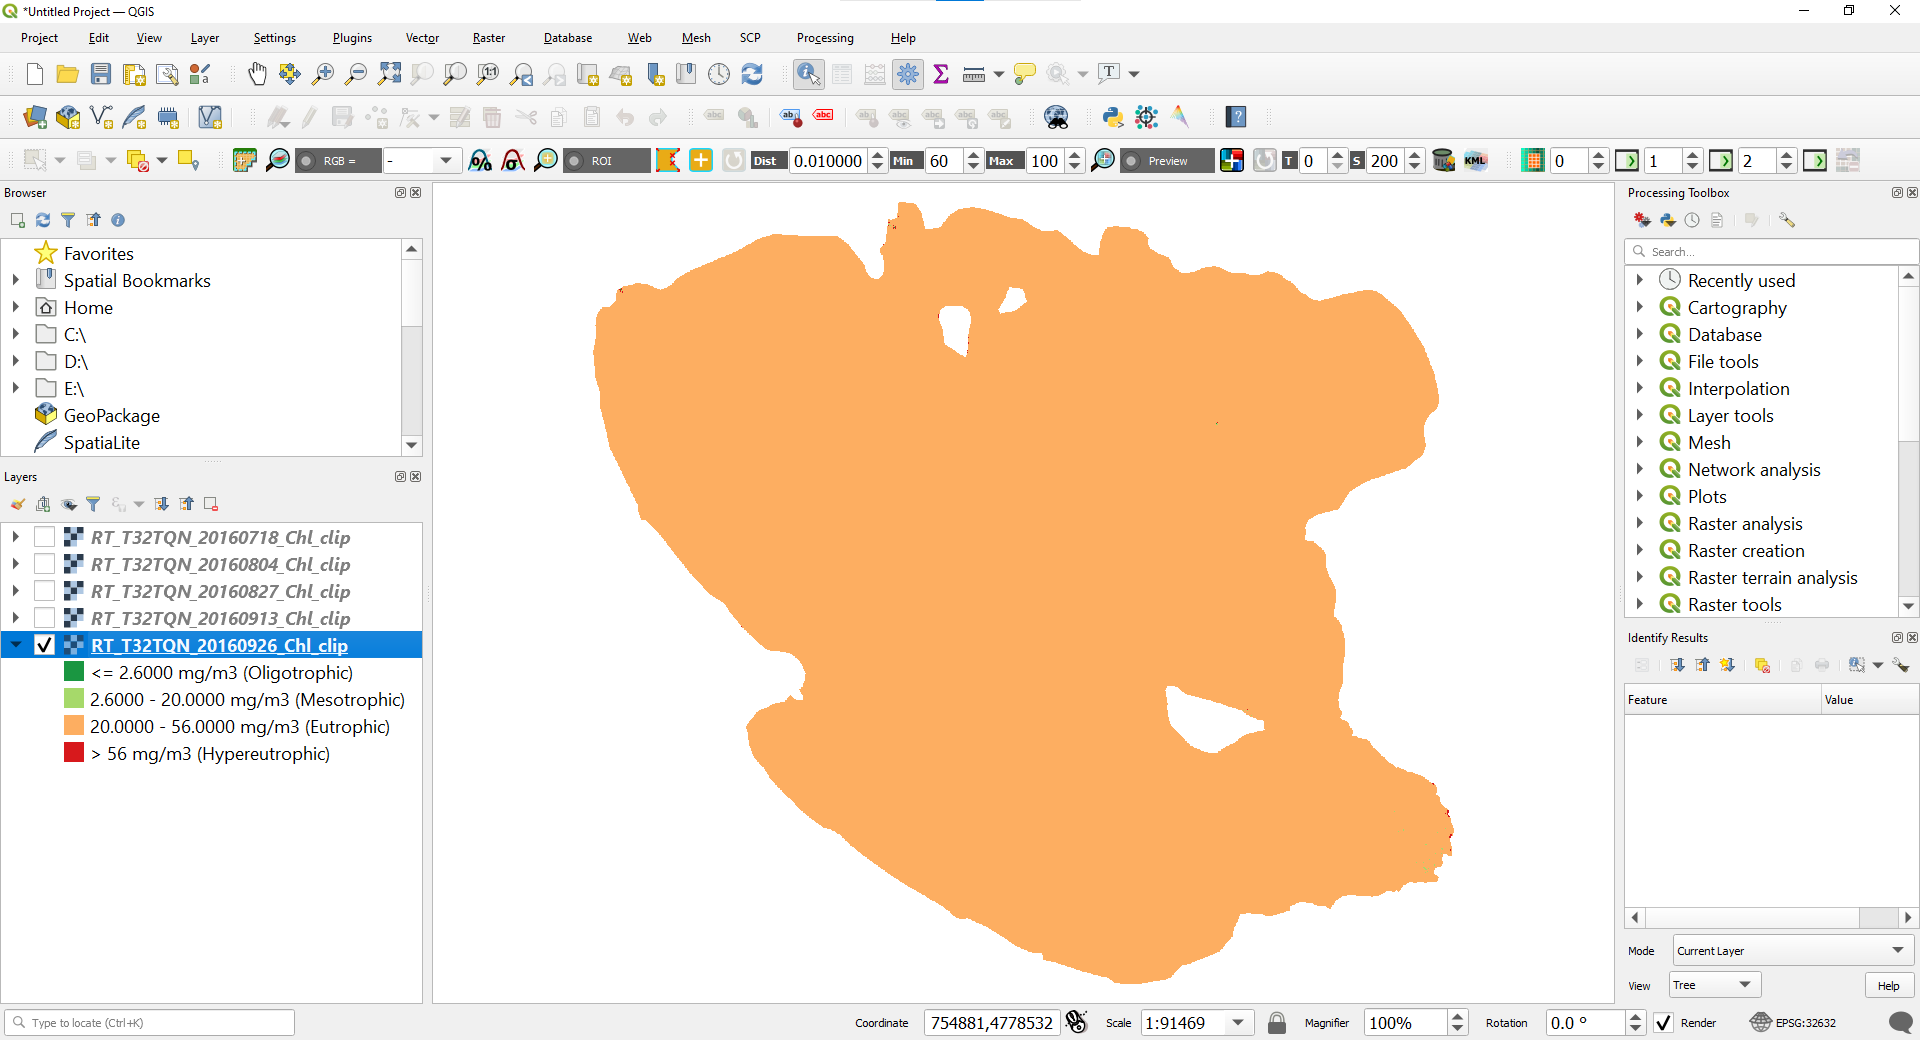 *Untitled Project — QGIS
Project Edit View Layer Settings Plugins Vector Raster Database Web Mesh SCP Processing Help
RGB = - ROI Dist 0.010000 Min 60 Max 100 Preview T 0 S 200 KML 0 1 2
Browser
Favorites
Spatial Bookmarks
Home
C:\
D:\
E:\
GeoPackage
SpatiaLite
Layers
RT_T32TQN_20160718_Chl_clip
RT_T32TQN_20160804_Chl_clip
RT_T32TQN_20160827_Chl_clip
RT_T32TQN_20160913_Chl_clip
RT_T32TQN_20160926_Chl_clip
<= 2.6000 mg/m3 (Oligotrophic)
2.6000 - 20.0000 mg/m3 (Mesotrophic)
20.0000 - 56.0000 mg/m3 (Eutrophic)
> 56 mg/m3 (Hypereutrophic)
Processing Toolbox
Search...
Recently used
Cartography
Database
File tools
Interpolation
Layer tools
Mesh
Network analysis
Plots
Raster analysis
Raster creation
Raster terrain analysis
Raster tools
Identify Results
Feature Value
Mode Current Layer
View Tree Help
Type to locate (Ctrl+K) Coordinate 754881,4778532 Scale 1:91469 Magnifier 100% Rotation 0.0 ° Render EPSG:32632